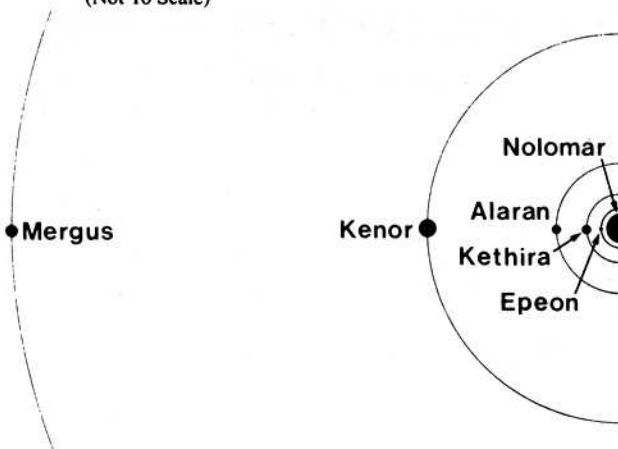 (Not To Scale)
Nolomar
Alaran
Mergus
Kenor
Kethira
Epeon